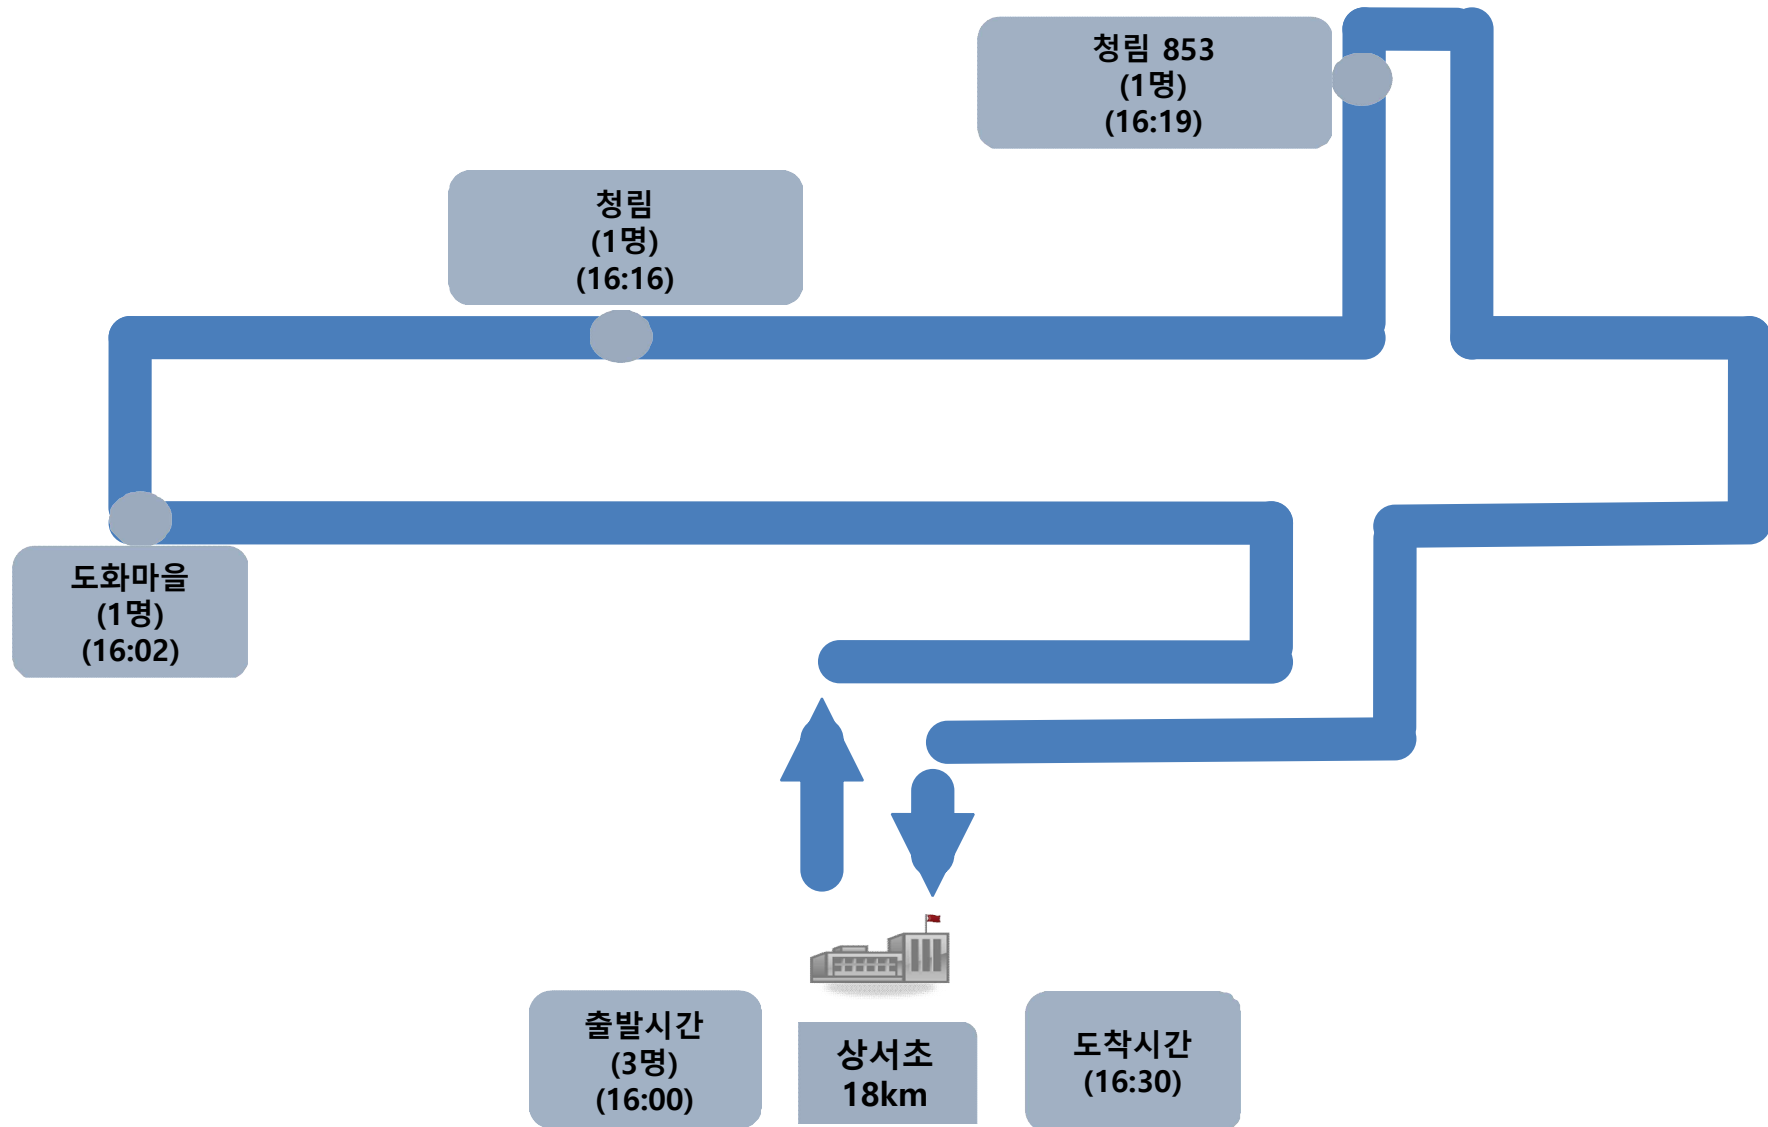 청림 853
(1명)
(16:19)
청림
(1명)
(16:16)
도화마을
(1명)
(16:02)
출발시간
(3명)
(16:00)
상서초
18km
도착시간
(16:30)